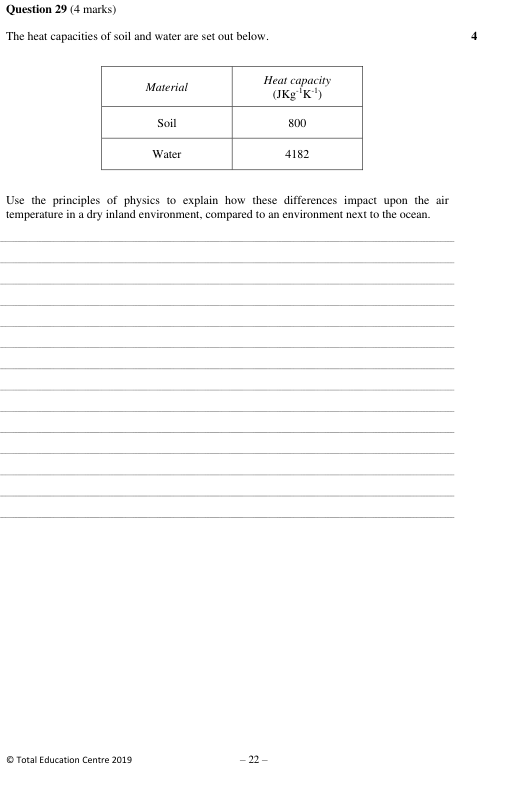 Question 29 (4 marks)
The heat capacities of soil and water are set out below. 4
Material Heat capacity
(JKg⁻¹K⁻¹)
Soil 800
Water 4182
Use the principles of physics to explain how these differences impact upon the air
temperature in a dry inland environment, compared to an environment next to the ocean.
© Total Education Centre 2019 – 22 –